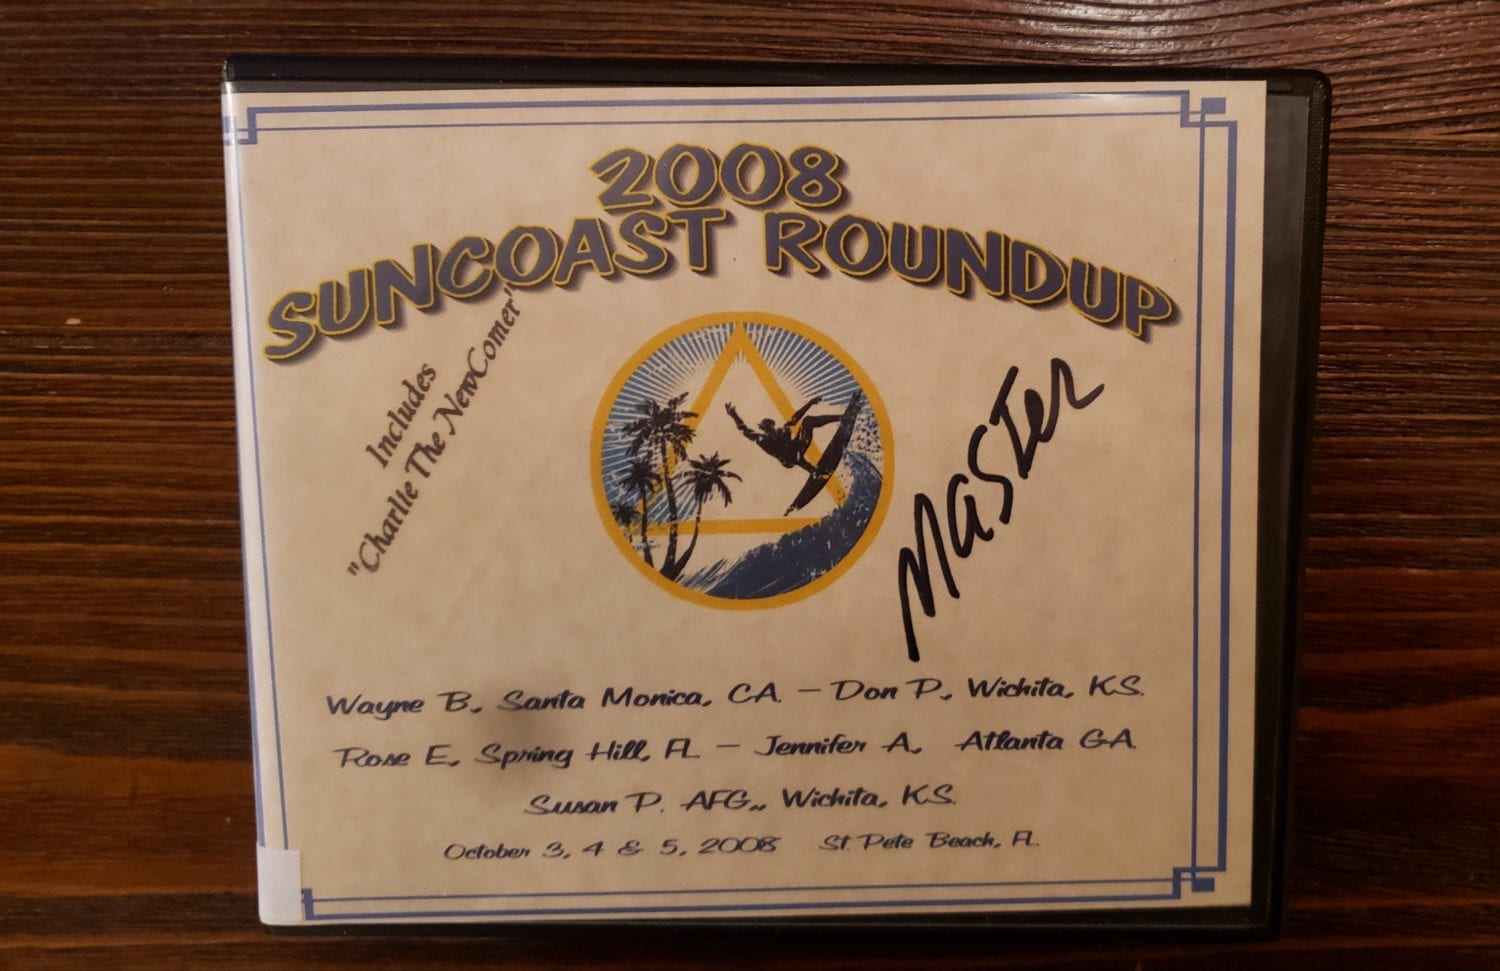 2008
SUNCOAST ROUNDUP
Includes
"Charlie The NewComer"
Master
Wayne B., Santa Monica, CA. - Don P., Wichita, KS.
Rose E., Spring Hill, FL - Jennifer A., Atlanta GA.
Susan P. AFG., Wichita, KS.
October 3, 4 & 5, 2008 St. Pete Beach, FL.